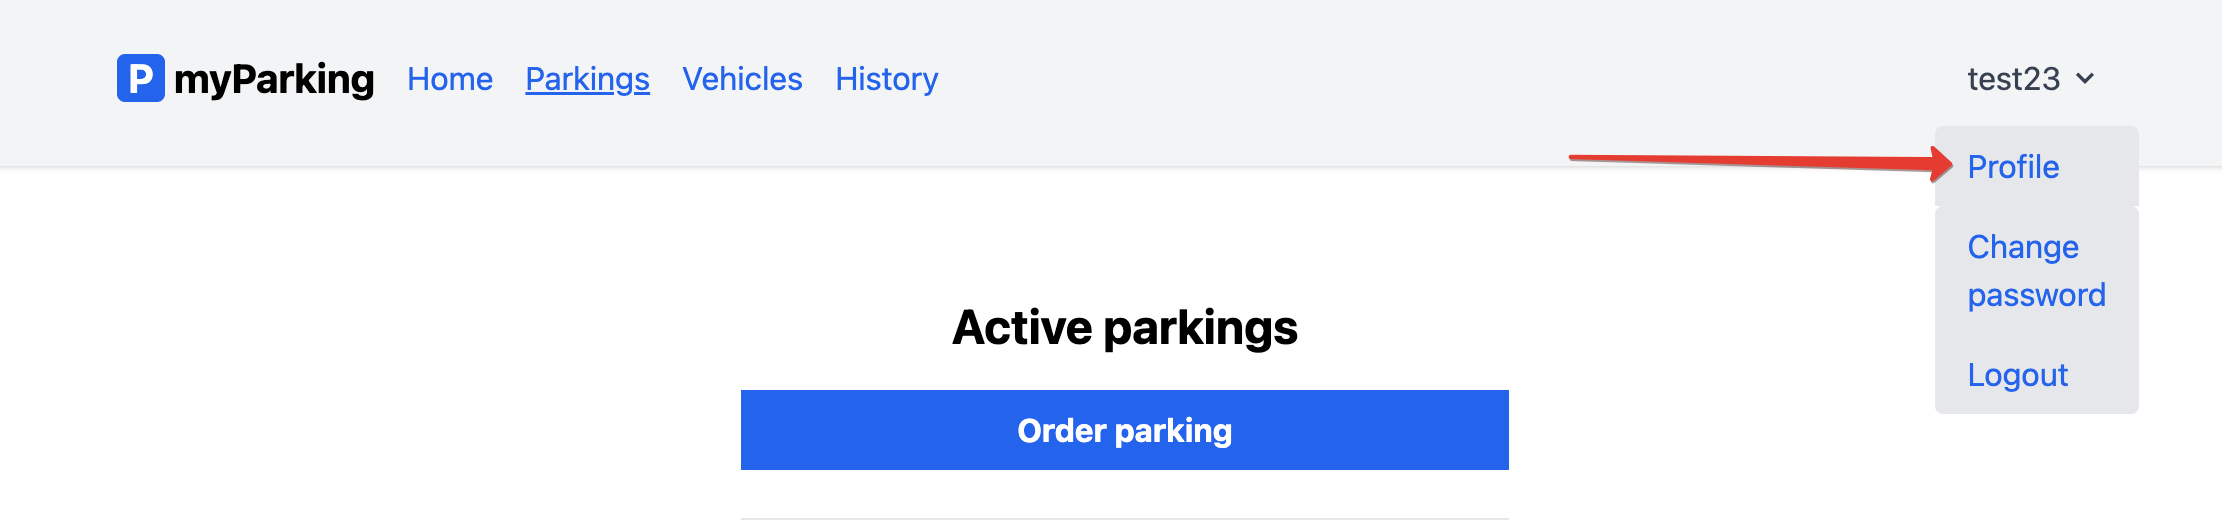 P myParking Home Parkings Vehicles History test23
Profile
Change
password
Logout
Active parkings
Order parking